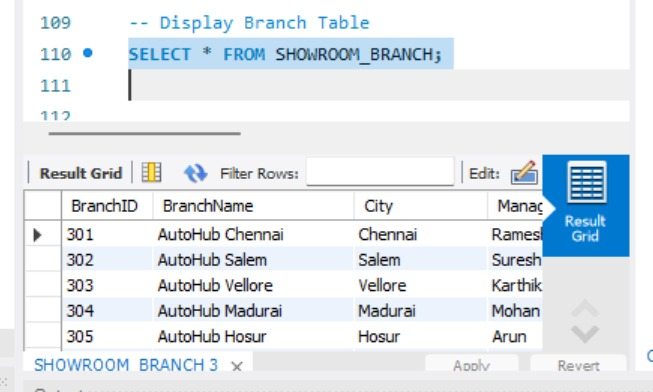 109 -- Display Branch Table
110 SELECT * FROM SHOWROOM_BRANCH;
111
112
Result Grid Filter Rows: Edit:
Result Grid
BranchID BranchName City Manag
301 AutoHub Chennai Chennai Ramesh
302 AutoHub Salem Salem Suresh
303 AutoHub Vellore Vellore Karthik
304 AutoHub Madurai Madurai Mohan
305 AutoHub Hosur Hosur Arun
SHOWROOM_BRANCH 3 × Apply Revert